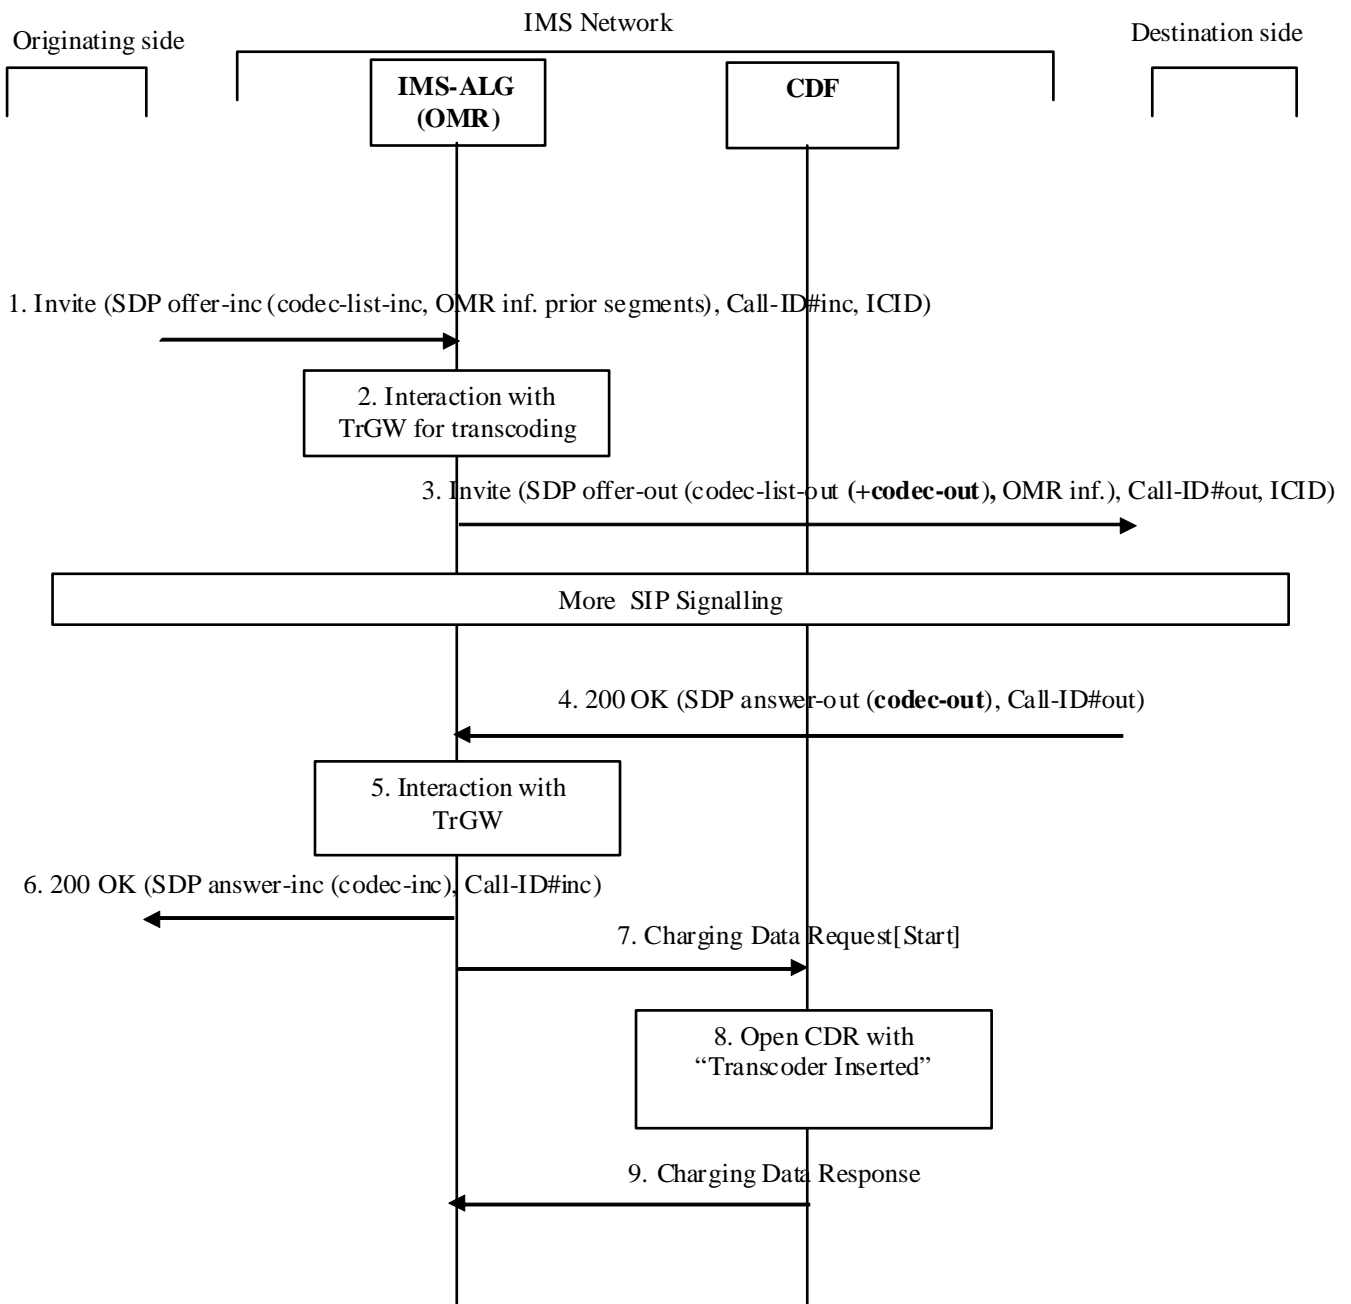 IMS Network
Originating side
Destination side
IMS-ALG
(OMR)
CDF
1. Invite (SDP offer-inc (codec-list-inc, OMR inf. prior segments), Call-ID#inc, ICID)
2. Interaction with
TrGW for transcoding
3. Invite (SDP offer-out (codec-list-out (+codec-out), OMR inf.), Call-ID#out, ICID)
More SIP Signalling
4. 200 OK (SDP answer-out (codec-out), Call-ID#out)
5. Interaction with
TrGW
6. 200 OK (SDP answer-inc (codec-inc), Call-ID#inc)
7. Charging Data Request[Start]
8. Open CDR with
“Transcoder Inserted”
9. Charging Data Response